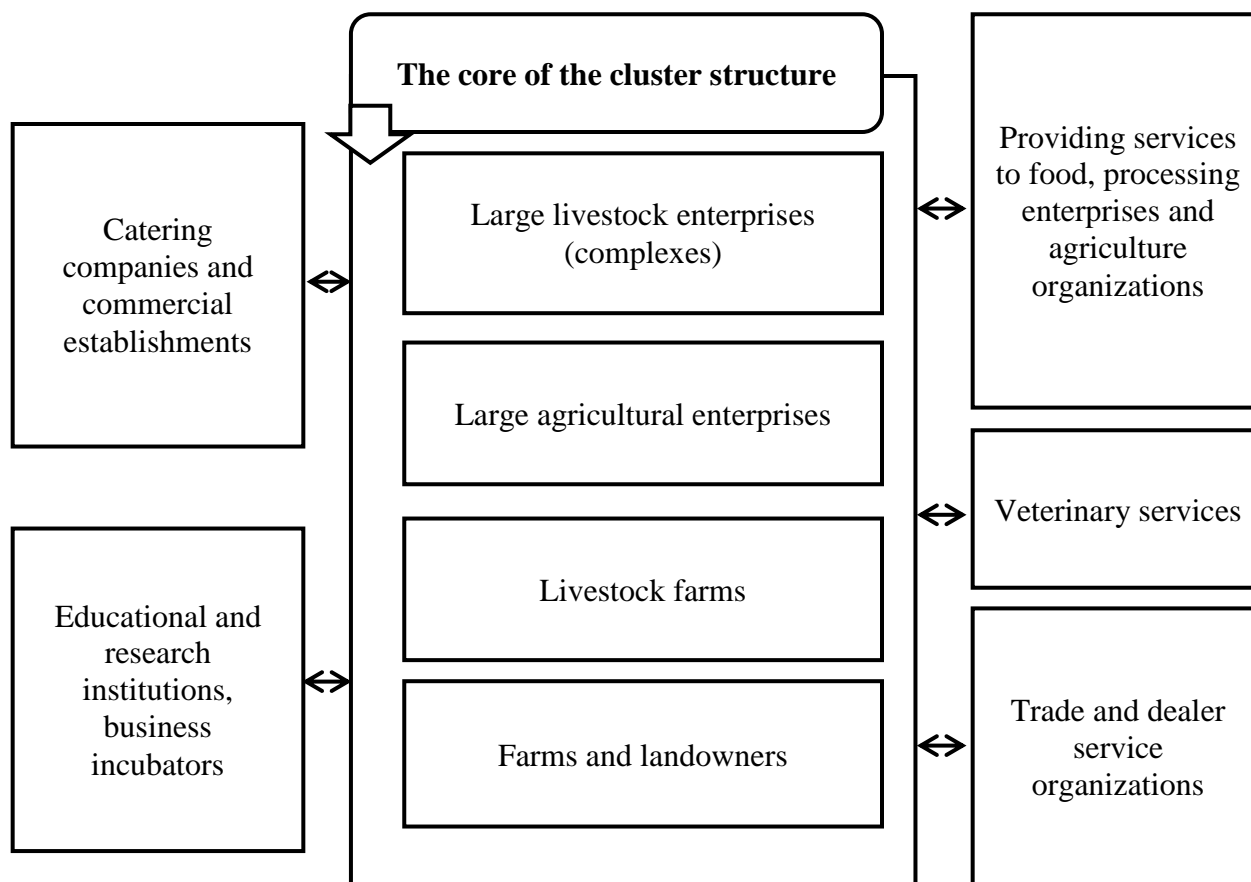 The core of the cluster structure
Catering
companies and
commercial
establishments
Educational and
research
institutions,
business
incubators
Large livestock enterprises
(complexes)
Large agricultural enterprises
Livestock farms
Farms and landowners
Providing services
to food, processing
enterprises and
agriculture
organizations
Veterinary services
Trade and dealer
service
organizations